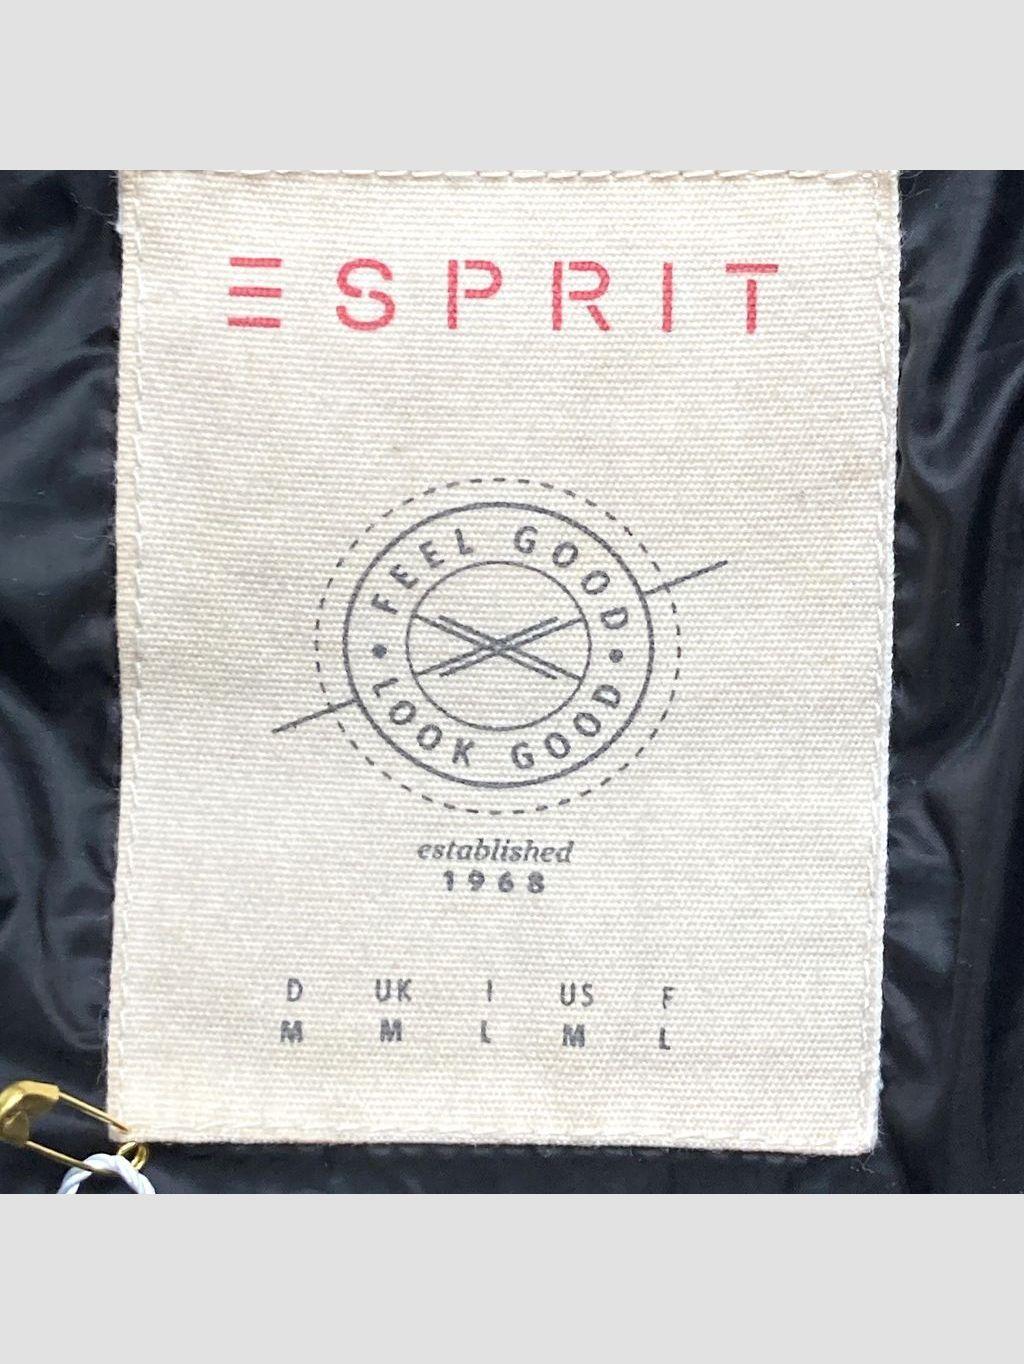 ESPRIT
FEEL GOOD
• LOOK GOOD •
established
1968
D UK I US F
M M L M L